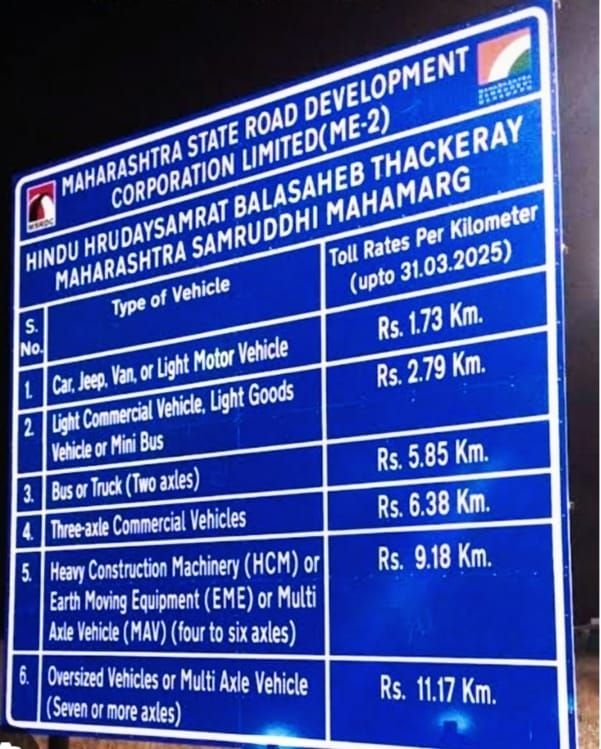 MAHARASHTRA STATE ROAD DEVELOPMENT
CORPORATION LIMITED(ME-2)
MSRDC
HINDU HRUDAYSAMRAT BALASAHEB THACKERAY
MAHARASHTRA SAMRUDDHI MAHAMARG
S.
No.
Type of Vehicle
Toll Rates Per Kilometer
(upto 31.03.2025)
1. Car, Jeep, Van, or Light Motor Vehicle Rs. 1.73 Km.
2. Light Commercial Vehicle, Light Goods
Vehicle or Mini Bus
Rs. 2.79 Km.
3. Bus or Truck (Two axles) Rs. 5.85 Km.
4. Three-axle Commercial Vehicles Rs. 6.38 Km.
5. Heavy Construction Machinery (HCM) or
Earth Moving Equipment (EME) or Multi
Axle Vehicle (MAV) (four to six axles)
Rs. 9.18 Km.
6. Oversized Vehicles or Multi Axle Vehicle
(Seven or more axles)
Rs. 11.17 Km.